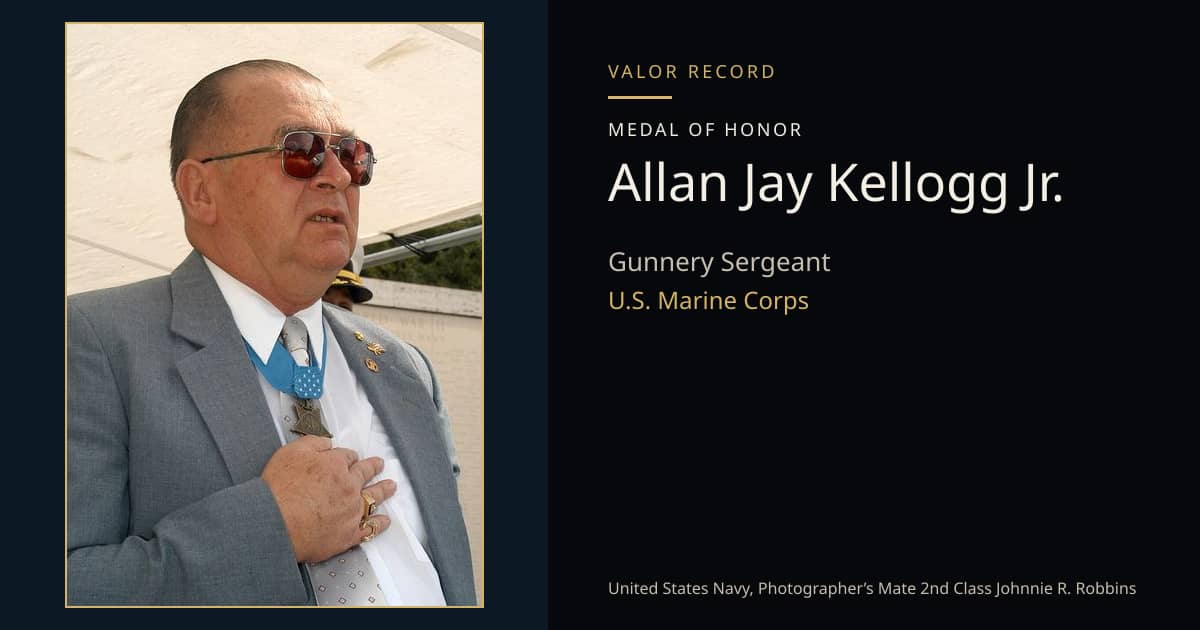 VALOR RECORD
MEDAL OF HONOR
Allan Jay Kellogg Jr.
Gunnery Sergeant
U.S. Marine Corps
United States Navy, Photographer’s Mate 2nd Class Johnnie R. Robbins